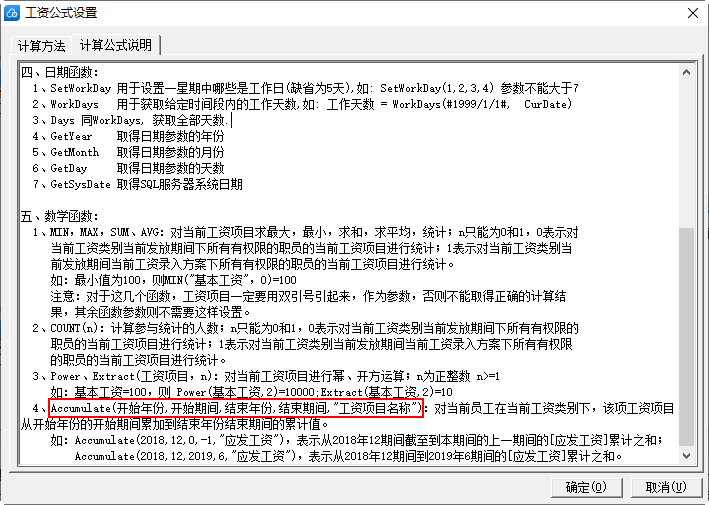 工资公式设置
计算方法 计算公式说明
四、日期函数:
1、SetWorkDay 用于设置一星期中哪些是工作日(缺省为5天),如: SetWorkDay(1,2,3,4) 参数不能大于7
2、WorkDays 用于获取给定时间段内的工作天数,如: 工作天数 = WorkDays(#1999/1/1#, CurDate)
3、Days 同WorkDays, 获取全部天数.
4、GetYear 取得日期参数的年份
5、GetMonth 取得日期参数的月份
6、GetDay 取得日期参数的天数
7、GetSysDate 取得SQL服务器系统日期
五、数学函数:
1、MIN，MAX，SUM、AVG: 对当前工资项目求最大，最小，求和，求平均，统计；n只能为0和1，0表示对
当前工资类别当前发放期间下所有有权限的职员的当前工资项目进行统计；1表示对当前工资类别当
前发放期间当前工资录入方案下所有有权限的职员的当前工资项目进行统计。
如: 最小值为100，则MIN("基本工资"，0)=100
注意: 对于这几个函数，工资项目一定要用双引号引起来，作为参数，否则不能取得正确的计算结
果，其余函数参数则不需要这样设置。
2、COUNT(n): 计算参与统计的人数；n只能为0和1，0表示对当前工资类别当前发放期间下所有有权限的
职员的当前工资项目进行统计；1表示对当前工资类别当前发放期间当前工资录入方案下所有有权限
的职员的当前工资项目进行统计。
3、Power、Extract(工资项目，n): 对当前工资项目进行幂、开方运算；n为正整数 n>=1
如: 基本工资=100，则 Power(基本工资,2)=10000;Extract(基本工资,2)=10
4、Accumulate(开始年份,开始期间,结束年份,结束期间,"工资项目名称"): 对当前员工在当前工资类别下，该项工资项目
从开始年份的开始期间累加到结束年份结束期间的累计值。
如: Accumulate(2018,12,0,-1,"应发工资")，表示从2018年12期间截至到本期间的上一期间的[应发工资]累计之和；
Accumulate(2018,12,2019,6,"应发工资")，表示从2018年12期间到2019年6期间的[应发工资]累计之和。
确定(O) 取消(U)